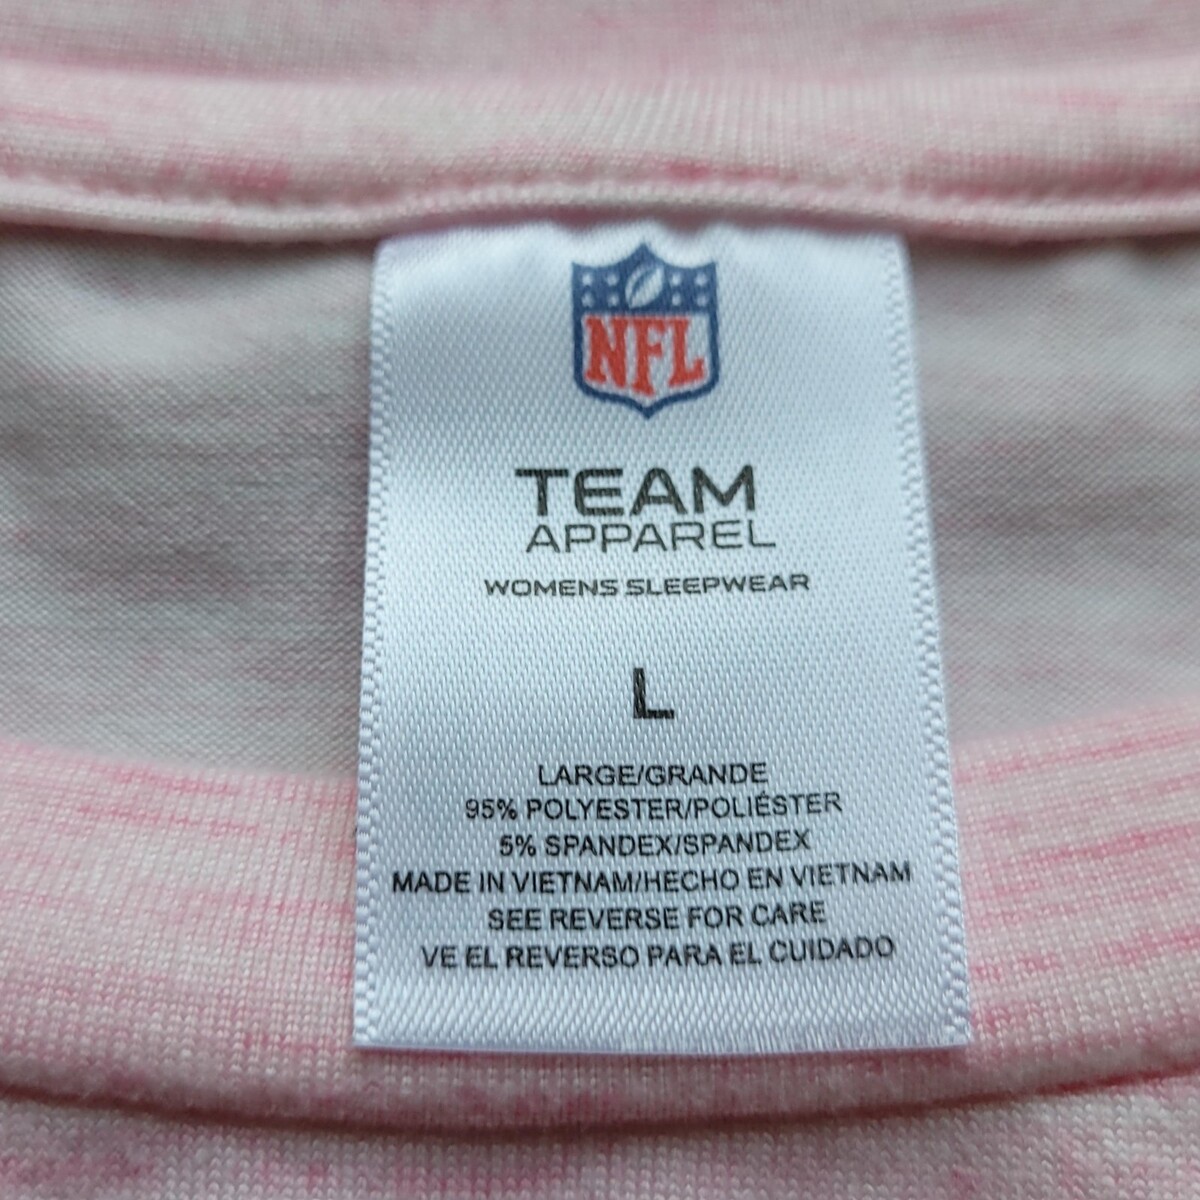 NFL
TEAM
APPAREL
WOMENS SLEEPWEAR
L
LARGE/GRANDE
95% POLYESTER/POLIÉSTER
5% SPANDEX/SPANDEX
MADE IN VIETNAM/HECHO EN VIETNAM
SEE REVERSE FOR CARE
VE EL REVERSO PARA EL CUIDADO